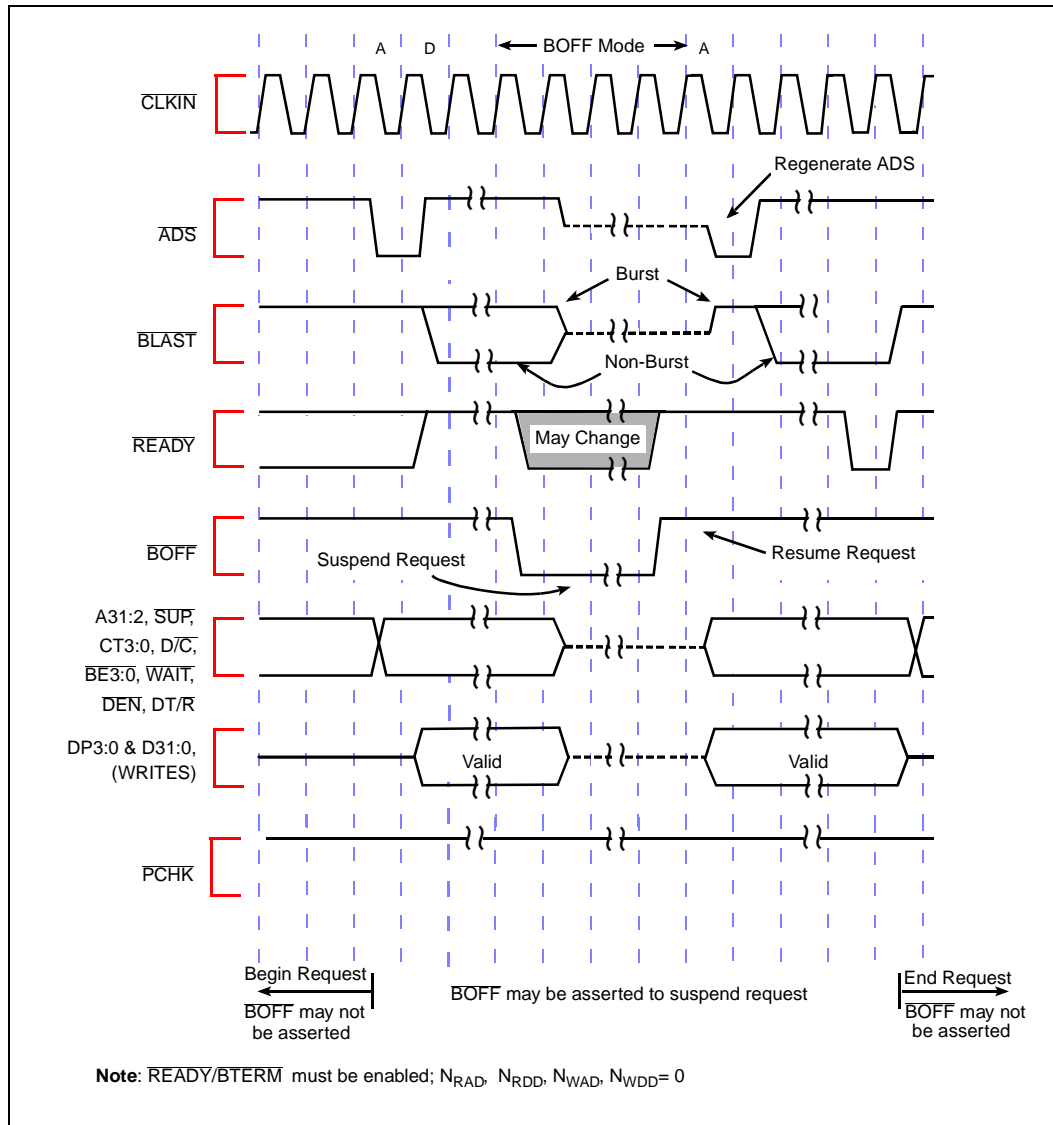 A D BOFF Mode A
CLKIN
Regenerate ADS
ADS
Burst
BLAST
Non-Burst
READY
May Change
BOFF
Suspend Request
Resume Request
A31:2, SUP,
CT3:0, D/C,
BE3:0, WAIT,
DEN, DT/R
DP3:0 & D31:0,
(WRITES)
Valid
Valid
PCHK
Begin Request
BOFF may not
be asserted
BOFF may be asserted to suspend request
End Request
BOFF may not
be asserted
Note: READY/BTERM must be enabled; NRAD, NRDD, NWAD, NWDD= 0